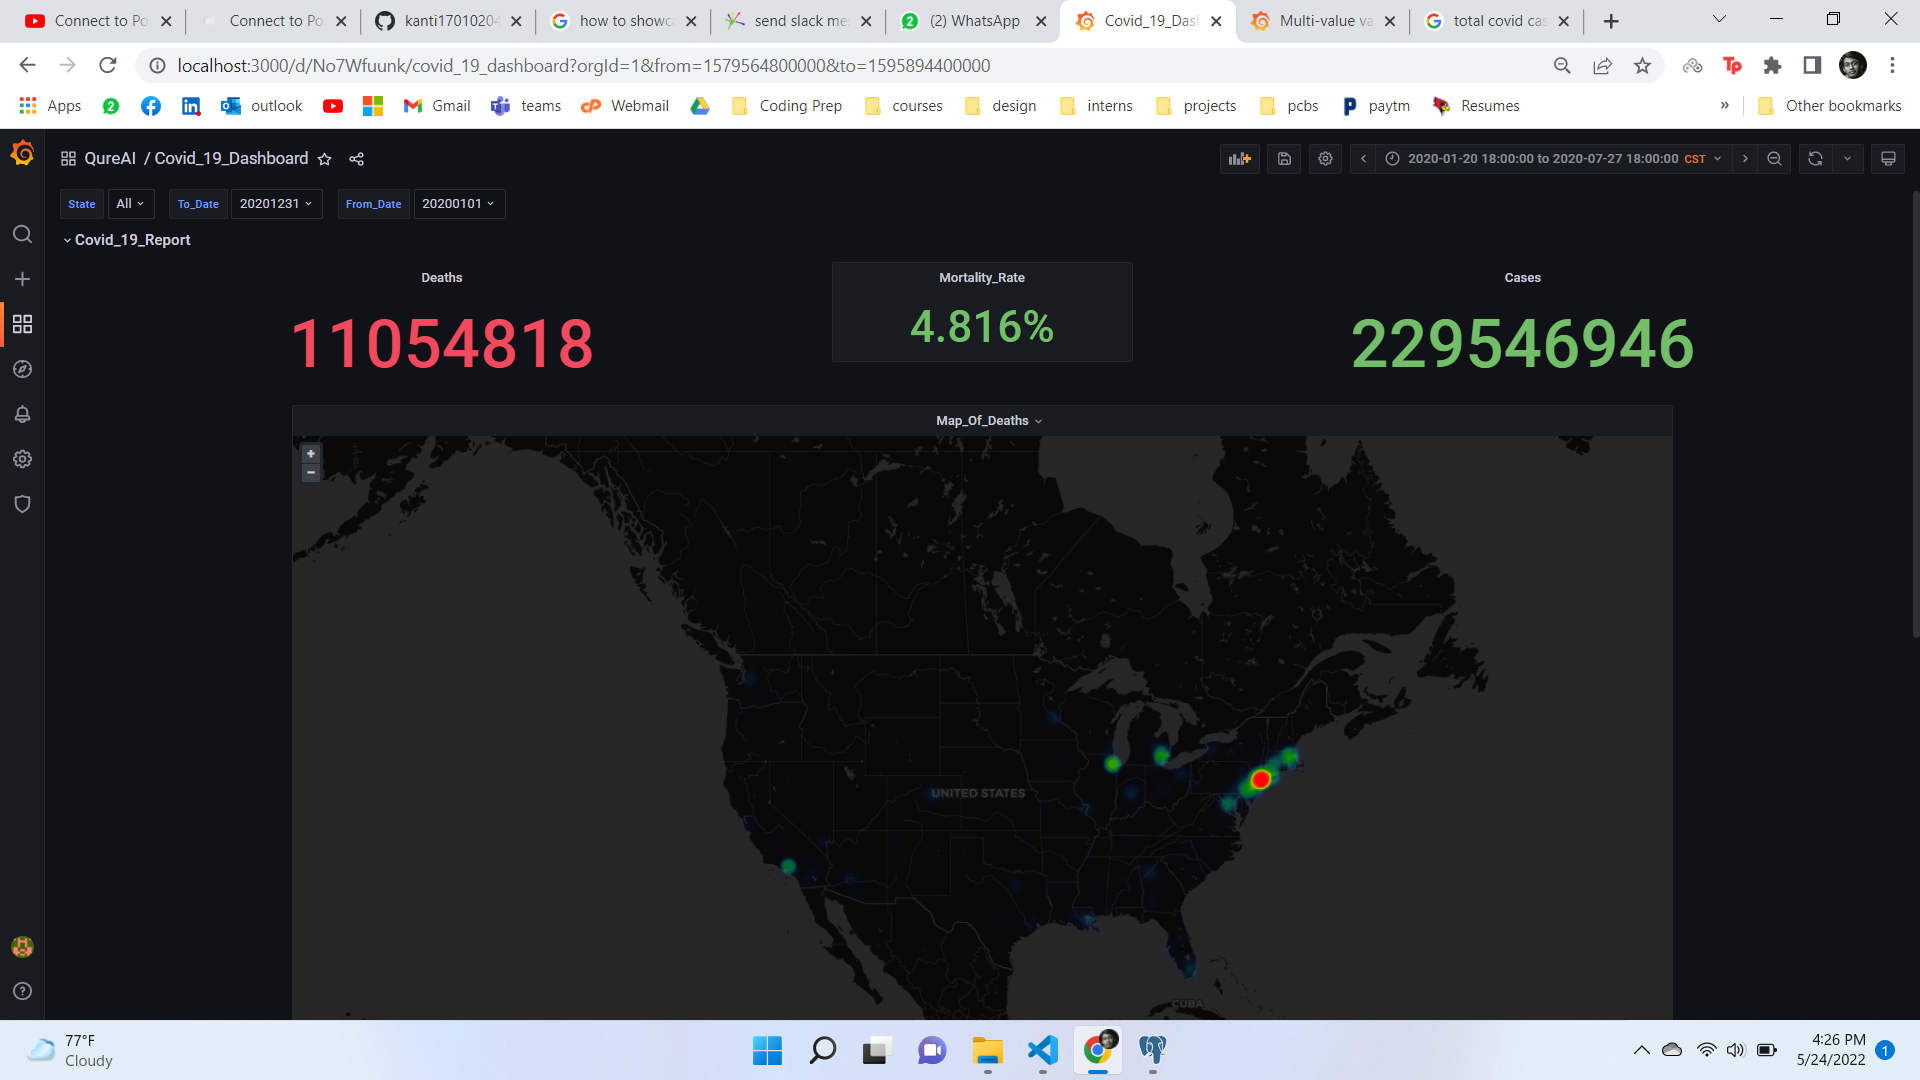 Connect to Po
Connect to Po
kanti17010204
how to showca
send slack me
(2) WhatsApp
Covid_19_Das
Multi-value va
total covid cas
localhost:3000/d/No7Wfuunk/covid_19_dashboard?orgId=1&from=1579564800000&to=1595894400000
Apps
2
outlook
Gmail
teams
Webmail
Coding Prep
courses
design
interns
projects
pcbs
paytm
Resumes
»
Other bookmarks
QureAI / Covid_19_Dashboard
2020-01-20 18:00:00 to 2020-07-27 18:00:00 CST
State All To_Date 20201231 From_Date 20200101
Covid_19_Report
Deaths
11054818
Mortality_Rate
4.816%
Cases
229546946
Map_Of_Deaths
+
−
UNITED STATES
CUBA
77°F
Cloudy
4:26 PM
5/24/2022
1